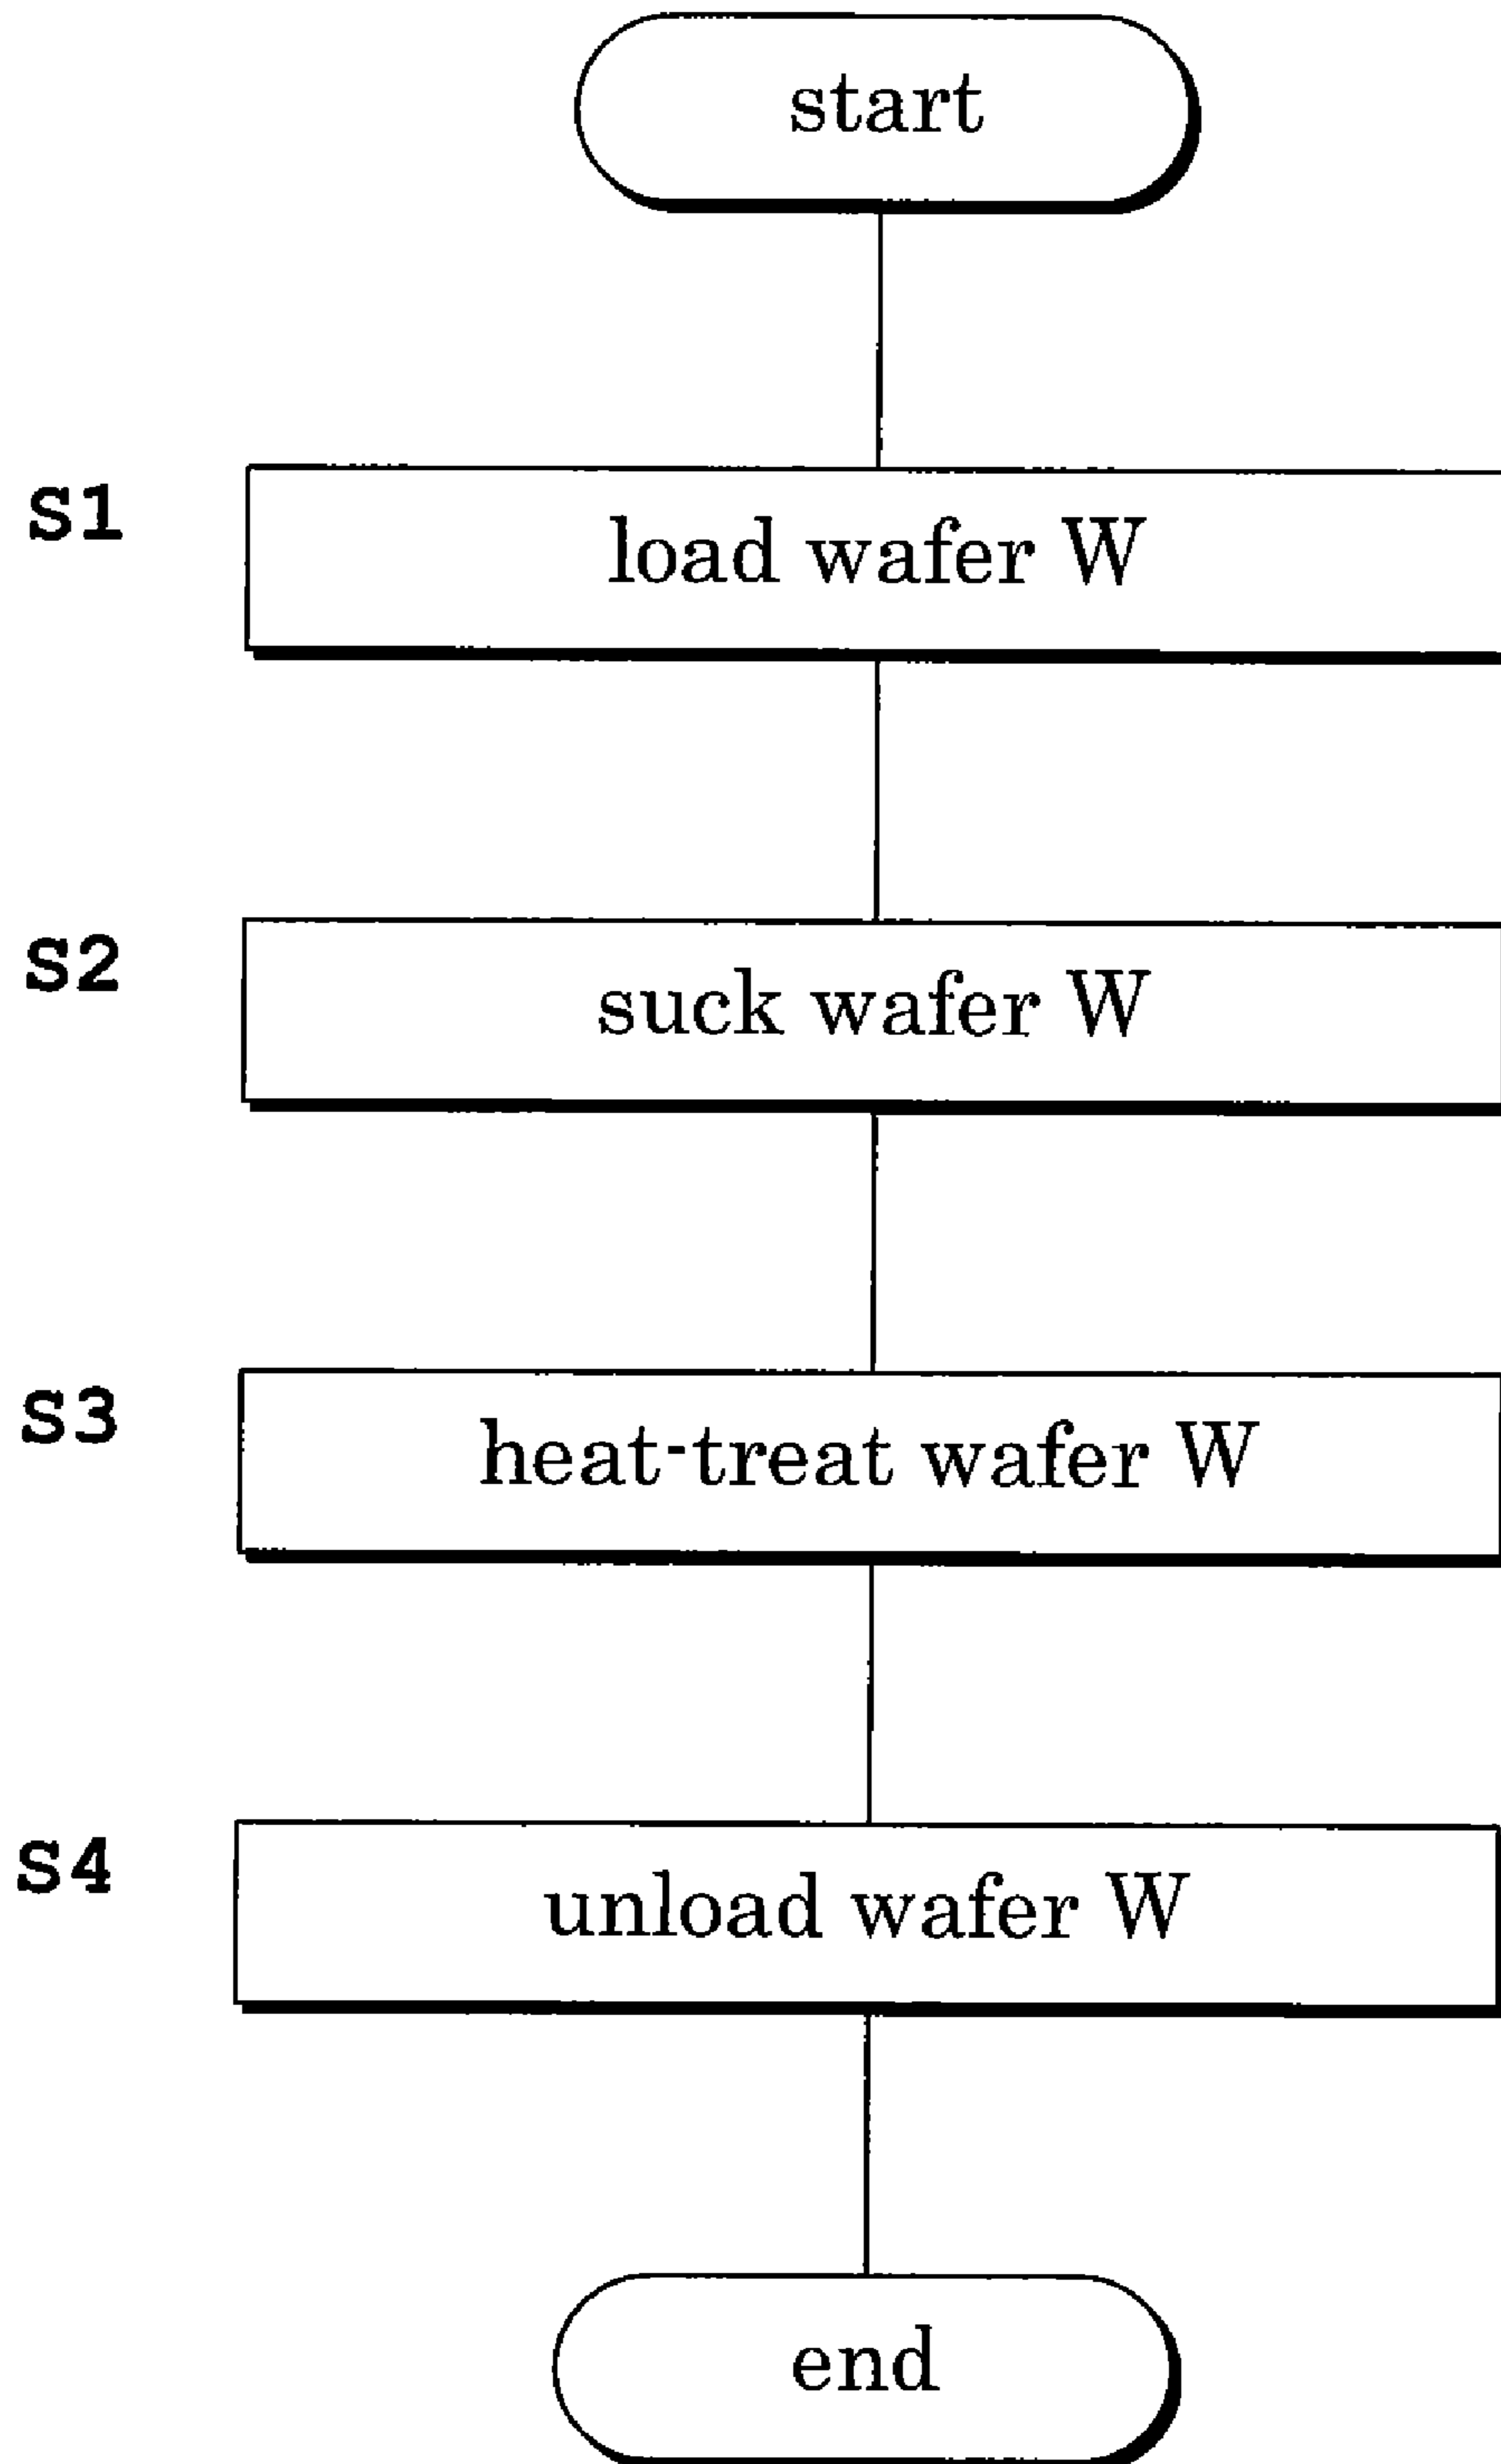 start
S1
load wafer W
S2
suck wafer W
S3
heat-treat wafer W
S4
unload wafer W
end